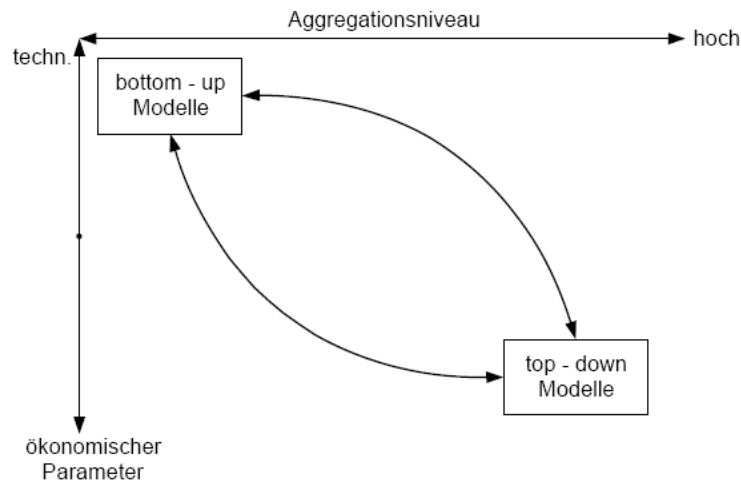 Aggregationsniveau
hoch
techn.
bottom - up
Modelle
top - down
Modelle
ökonomischer
Parameter